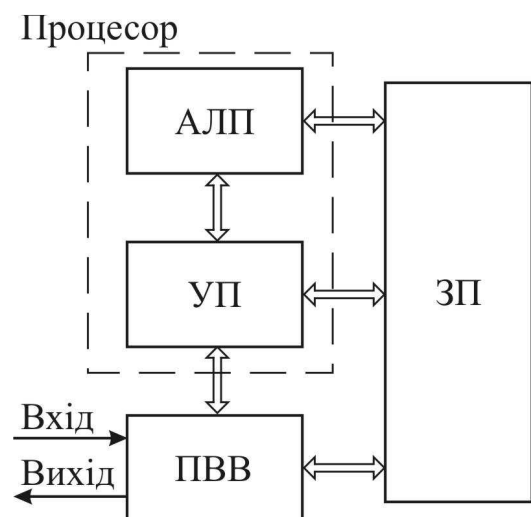 Процесор
АЛП
УП
ЗП
Вхід
Вихід
ПВВ